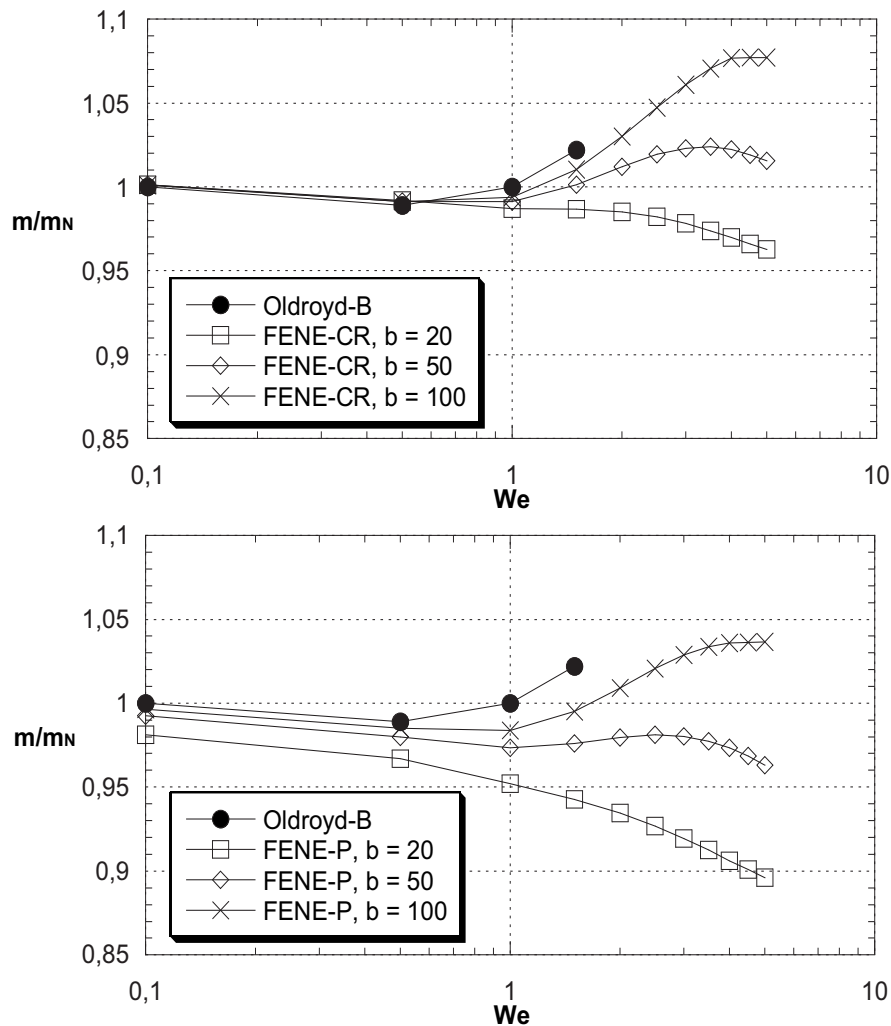 1,1
1,05
1
m/mN
0,95
Oldroyd-B
FENE-CR, b = 20
0,9
FENE-CR, b = 50
FENE-CR, b = 100
0,85
0,1 1 10
We
1,1
1,05
1
m/mN
0,95
Oldroyd-B
FENE-P, b = 20
0,9
FENE-P, b = 50
FENE-P, b = 100
0,85
0,1 1 10
We